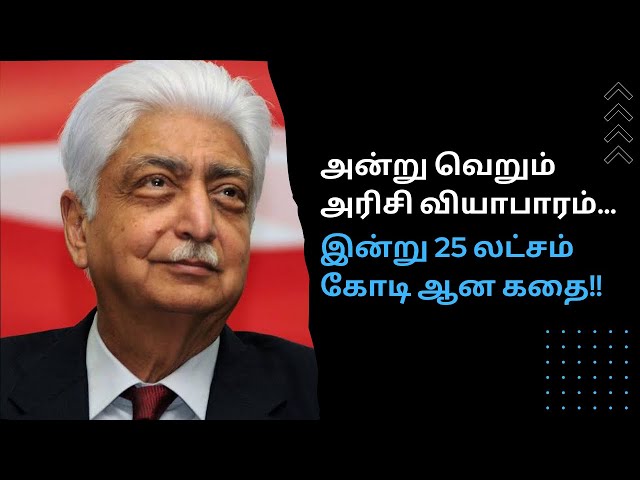 அன்று வெறும்
அரிசி வியாபாரம்...
இன்று 25 லட்சம்
கோடி ஆன கதை!!